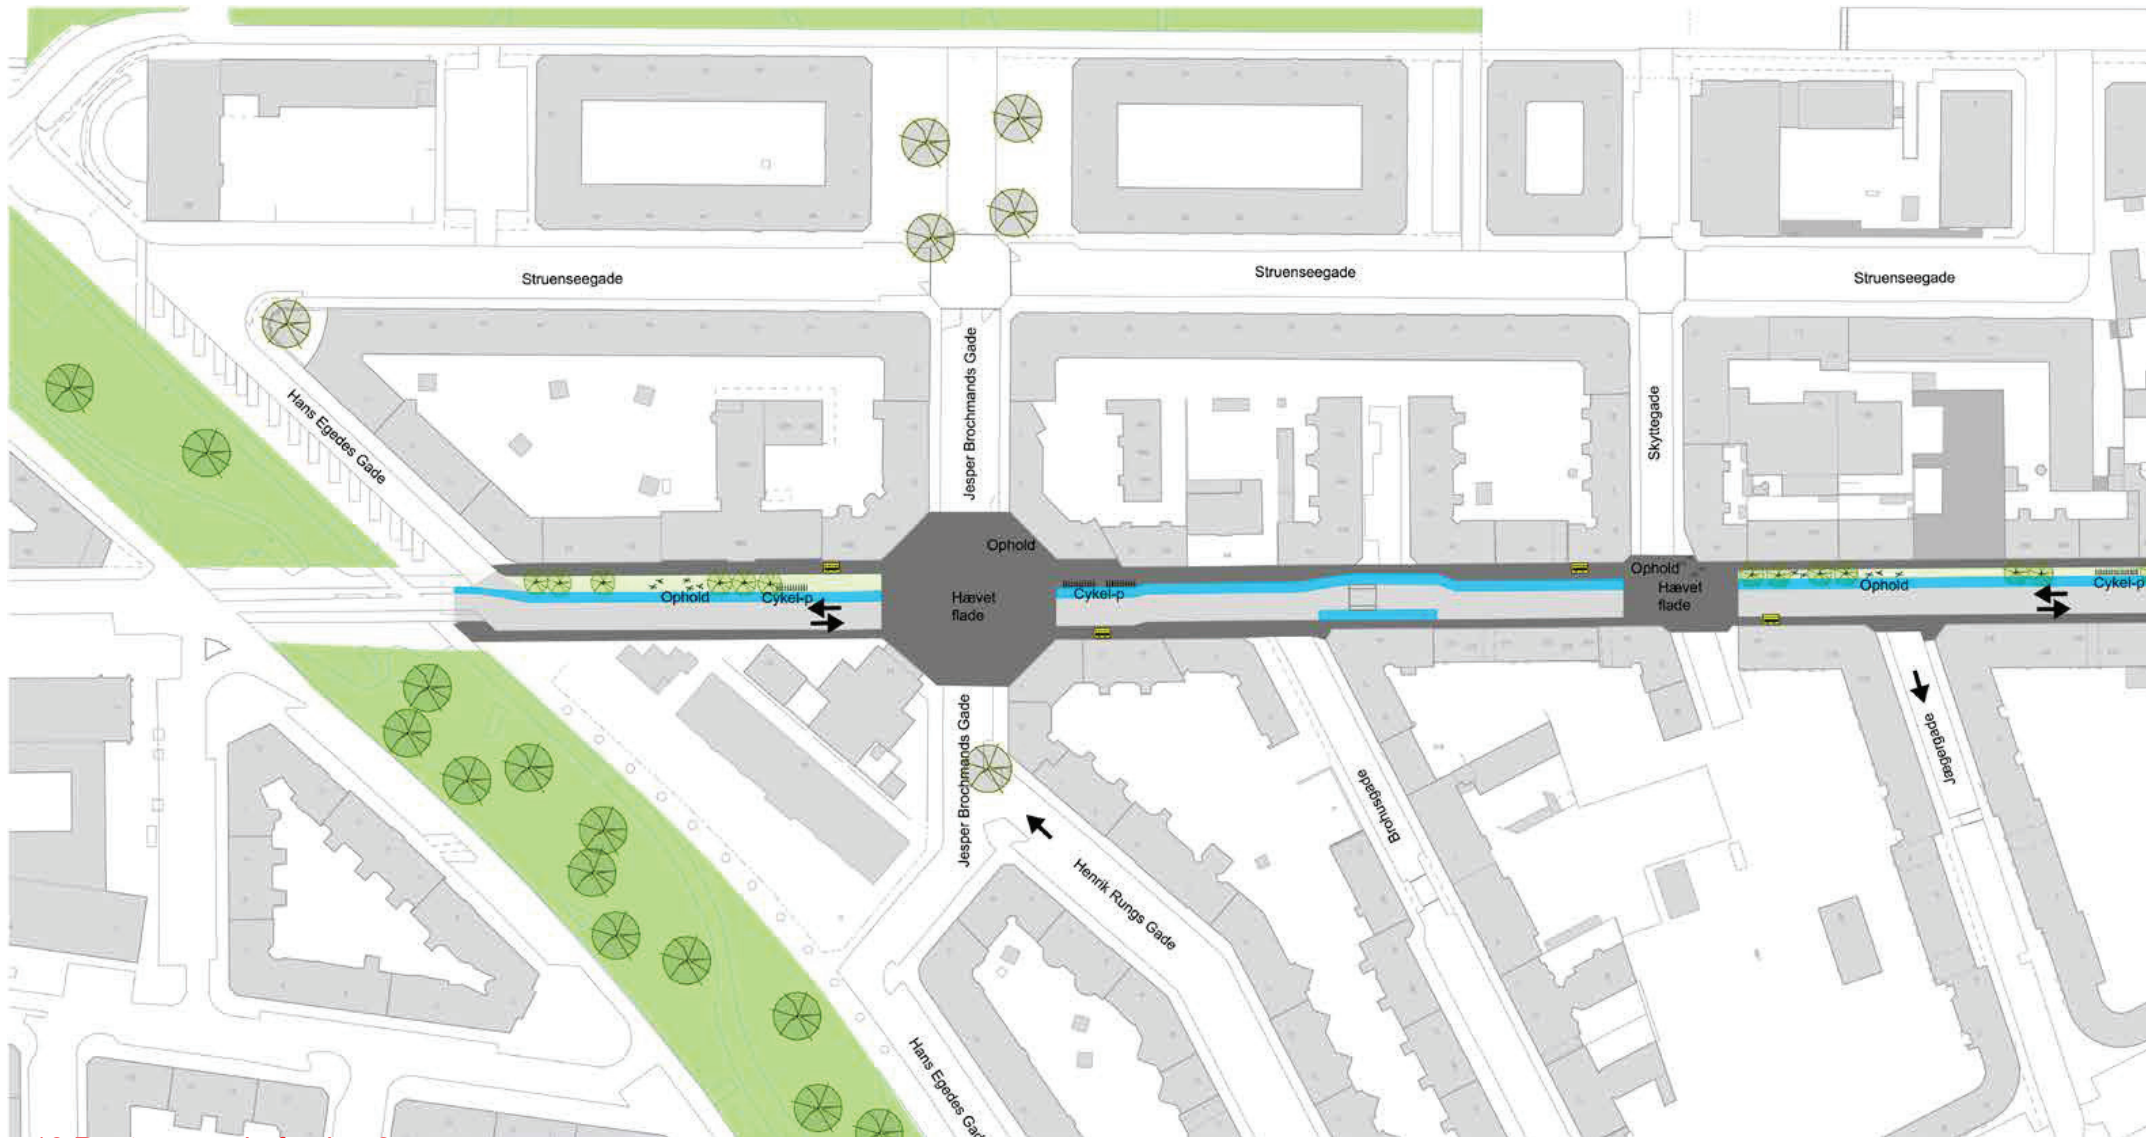 Struenseegade
Struenseegade
Struenseegade
Hans Egedes Gade
Jesper Brochmands Gade
Skyttegade
Ophold
Ophold
Cykel-p
Hævet
flade
Cykel-p
Ophold
Hævet
flade
Ophold
Cykel-p
Jesper Brochmands Gade
Henrik Rungs Gade
Brohusgade
Jægergade
Hans Egedes Gade